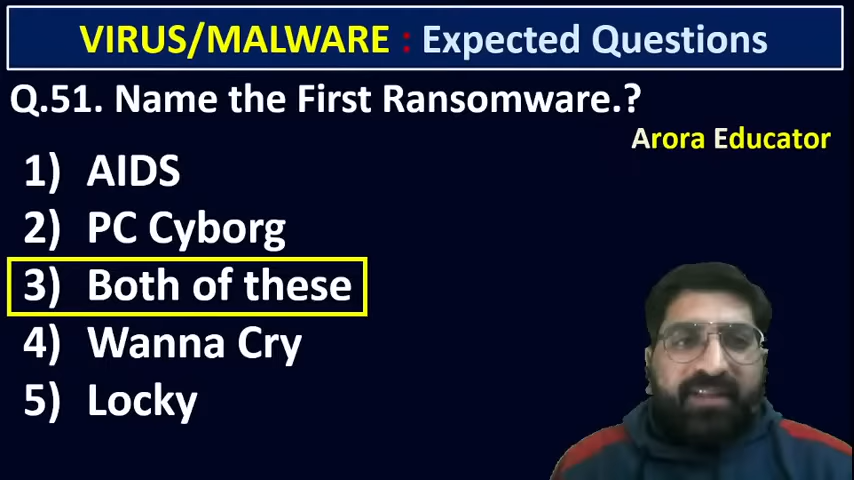 VIRUS/MALWARE : Expected Questions
Q.51. Name the First Ransomware.?
Arora Educator
1) AIDS
2) PC Cyborg
3) Both of these
4) Wanna Cry
5) Locky